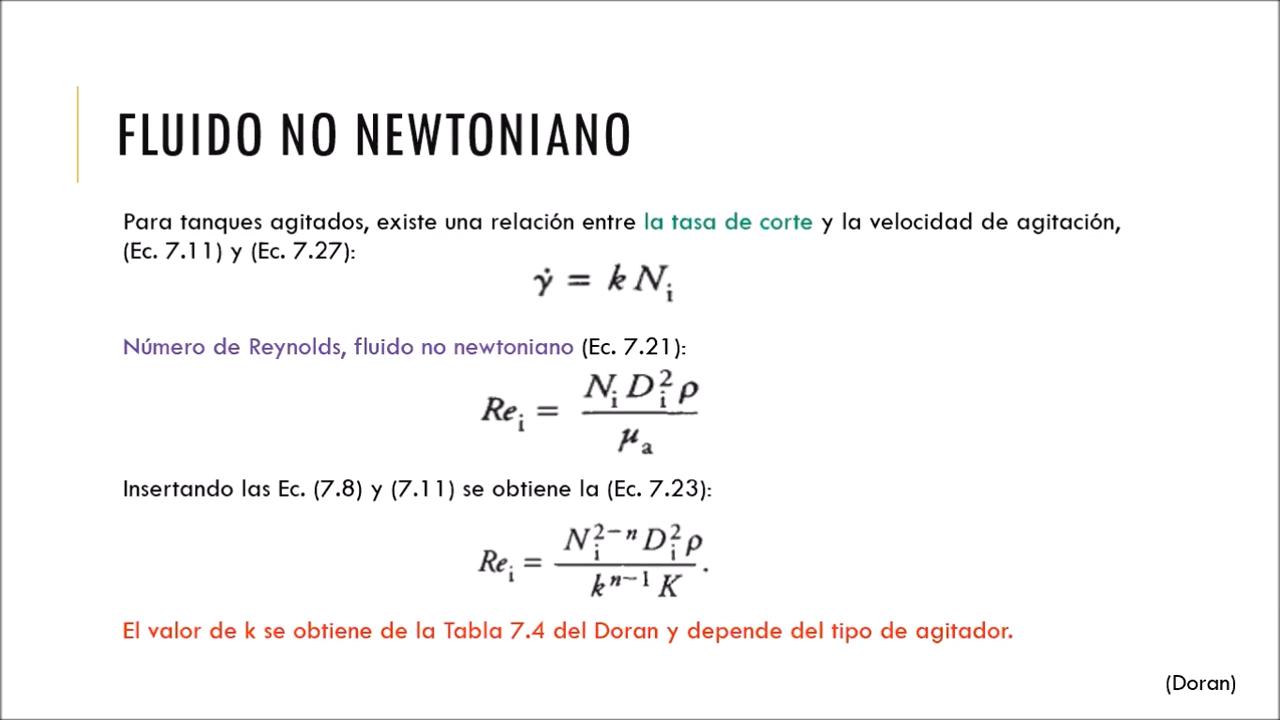 FLUIDO NO NEWTONIANO
Para tanques agitados, existe una relación entre la tasa de corte y la velocidad de agitación,
(Ec. 7.11) y (Ec. 7.27):
γ̇ = k Nᵢ
Número de Reynolds, fluido no newtoniano (Ec. 7.21):
Reᵢ = Nᵢ Dᵢ² ρ / μₐ
Insertando las Ec. (7.8) y (7.11) se obtiene la (Ec. 7.23):
Reᵢ = Nᵢ²⁻ⁿ Dᵢ² ρ / kⁿ⁻¹ K .
El valor de k se obtiene de la Tabla 7.4 del Doran y depende del tipo de agitador.
(Doran)